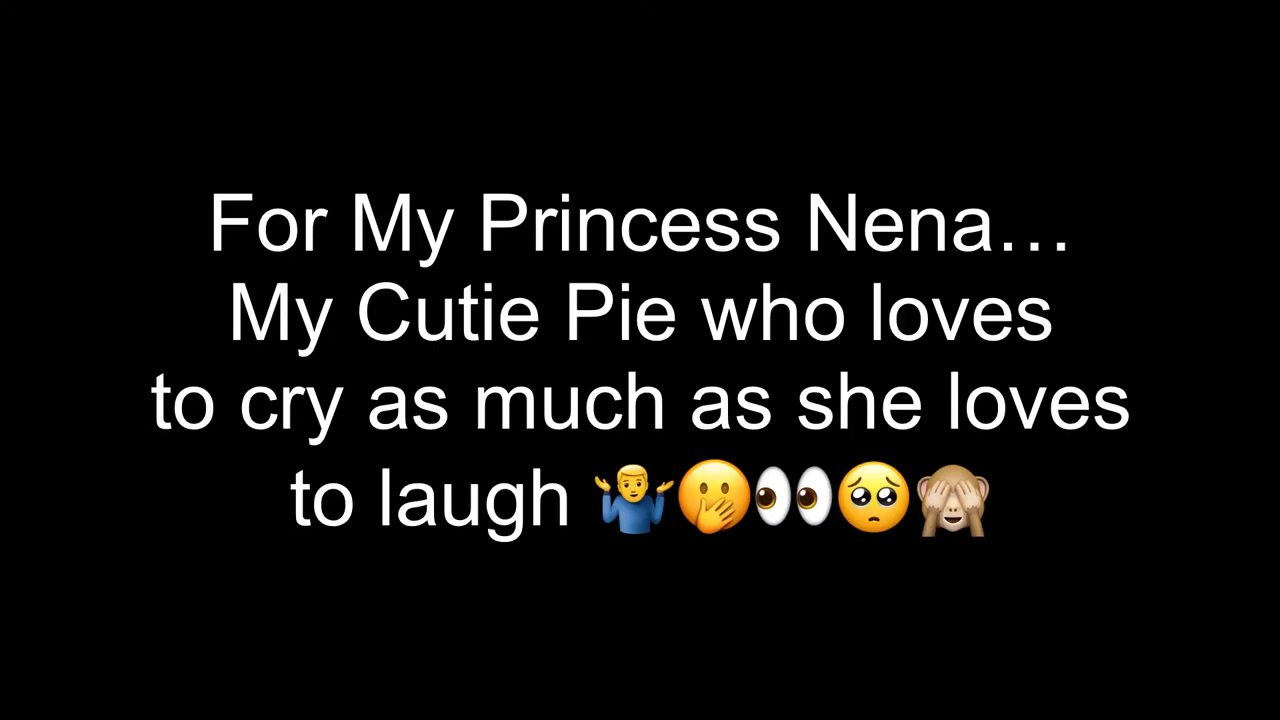 For My Princess Nena…
My Cutie Pie who loves
to cry as much as she loves
to laugh 🤷‍♂️🤭👀🥺🙈